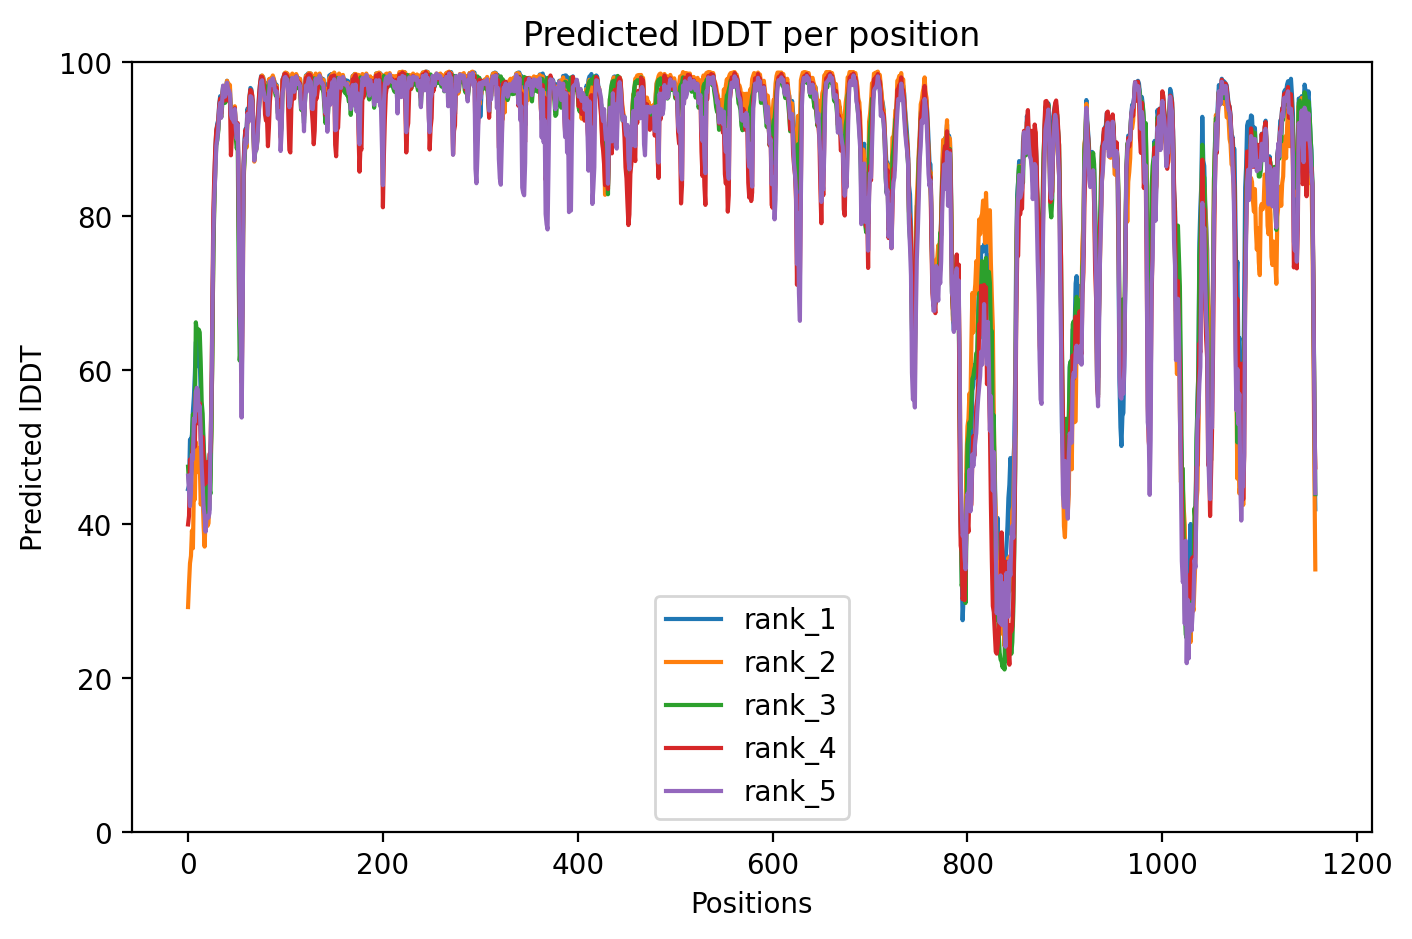 Predicted lDDT per position
100
80
60
40
20
0
Predicted lDDT
0 200 400 600 800 1000 1200
Positions
rank_1
rank_2
rank_3
rank_4
rank_5